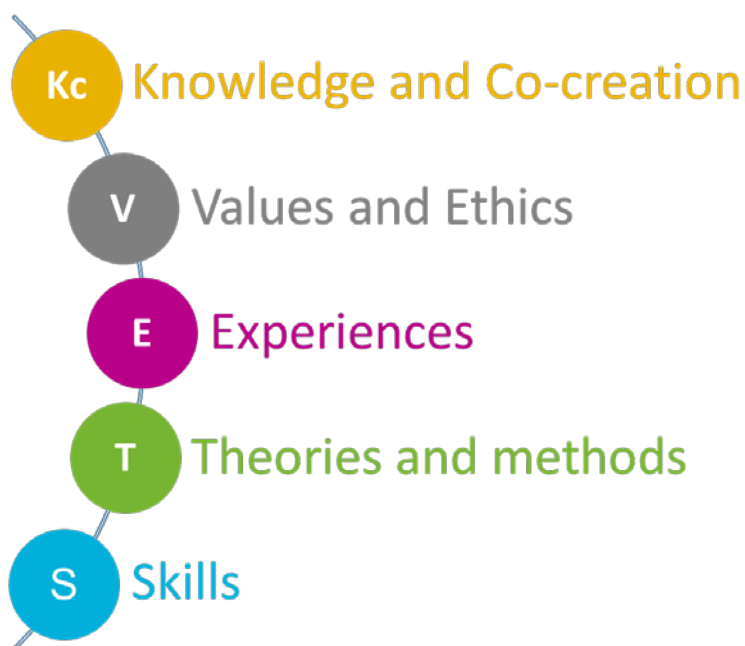 Kc Knowledge and Co-creation
V Values and Ethics
E Experiences
T Theories and methods
S Skills